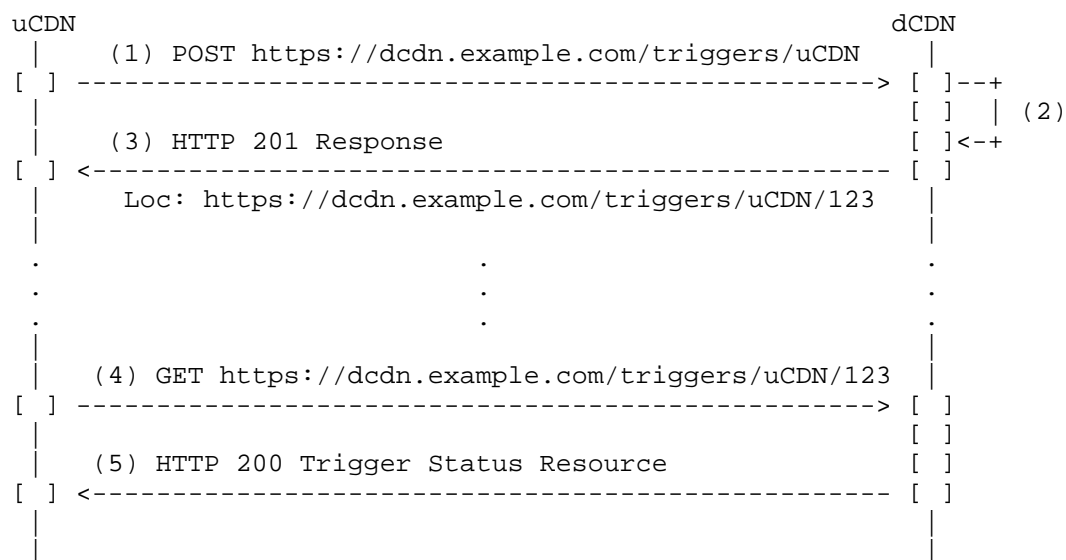 uCDN dCDN
(1) POST https://dcdn.example.com/triggers/uCDN
[ ] --------------------------------------------------> [ ]--+
[ ] | (2)
(3) HTTP 201 Response [ ]<-+
[ ] <-------------------------------------------------- [ ]
Loc: https://dcdn.example.com/triggers/uCDN/123
. . .
. . .
. . .
(4) GET https://dcdn.example.com/triggers/uCDN/123
[ ] --------------------------------------------------> [ ]
[ ]
(5) HTTP 200 Trigger Status Resource [ ]
[ ] <-------------------------------------------------- [ ]